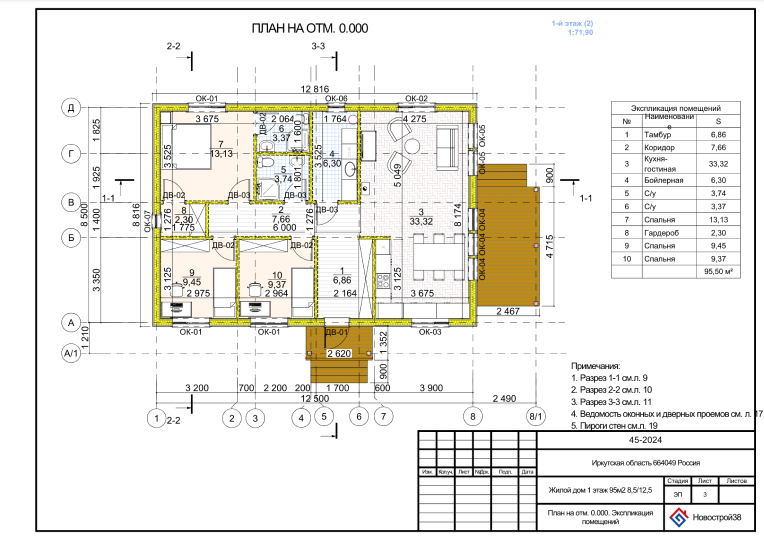 ПЛАН НА ОТМ. 0.000
1-й этаж (2)
1:71,90
2-2
3-3
12 816
ОК-01
ОК-06
ОК-02
Д
Г
В
Б
А
А/1
1 825
1 925
1 400
3 350
1 210
8 500
8 816
1-1
ОК-07
3 675
ДВ-02
2 064
6
3,37
1 600
1 764
4 275
7
13,13
3 525
5
3,74
1 801
3 525
4
6,30
5 049
ОК-05
ОК-05
900
1-1
ДВ-02
ДВ-03
ДВ-03
8
2,30
1 775
1 276
2
7,66
6 000
1 276
3
33,32
8 174
ОК-04
ОК-04
ОК-04
4 715
ДВ-02
ДВ-02
3 125
9
9,45
2 975
10
9,37
2 964
1
6,86
2 164
3 125
3 675
2 467
ОК-01
ОК-01
ДВ-01
ОК-03
2 620
1 352
900
3 200
700
2 200
200
1 700
600
3 900
12 500
2 490
1
2
3
4
5
6
7
8
8/1
2-2
Экспликация помещений
№
Наименовани
е
S
1 Тамбур 6,86
2 Коридор 7,66
3 Кухня-
гостиная 33,32
4 Бойлерная 6,30
5 С/у 3,74
6 С/у 3,37
7 Спальня 13,13
8 Гардероб 2,30
9 Спальня 9,45
10 Спальня 9,37
95,50 м²
Примечания:
1. Разрез 1-1 см.л. 9
2. Разрез 2-2 см.л. 10
3. Разрез 3-3 см.л. 11
4. Ведомость оконных и дверных проемов см. л. 17
5. Пироги стен см.л. 19
45-2024
Иркутская область 664049 Россия
Изм. Колуч. Лист №Док. Подп. Дата
Жилой дом 1 этаж 95м2 8,5/12,5
Стадия Лист Листов
ЭП 3
План на отм. 0.000. Экспликация
помещений
Новострой38